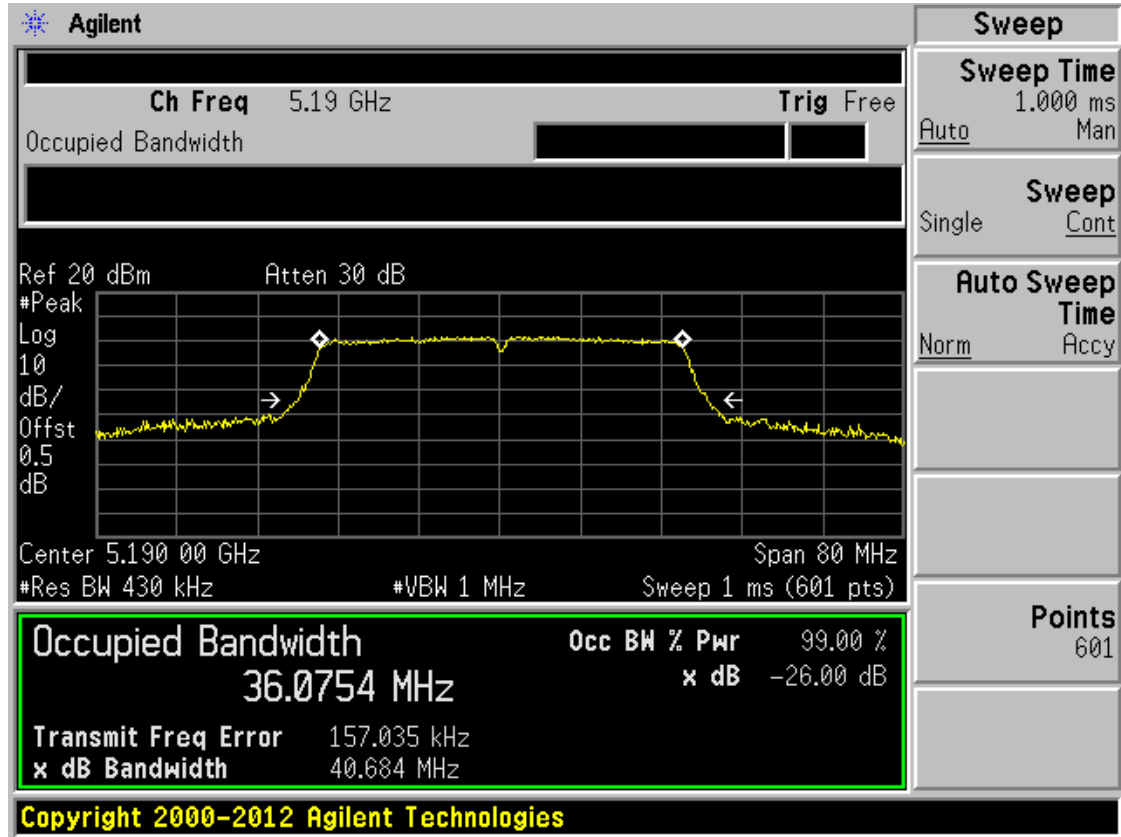 Agilent
Ch Freq 5.19 GHz Trig Free
Occupied Bandwidth
Ref 20 dBm Atten 30 dB
#Peak
Log
10
dB/
Offst
0.5
dB
Center 5.190 00 GHz Span 80 MHz
#Res BW 430 kHz #VBW 1 MHz Sweep 1 ms (601 pts)
Occupied Bandwidth
36.0754 MHz
Occ BW % Pwr 99.00 %
x dB -26.00 dB
Transmit Freq Error 157.035 kHz
x dB Bandwidth 40.684 MHz
Copyright 2000-2012 Agilent Technologies
Sweep
Sweep Time
1.000 ms
Auto Man
Sweep
Single Cont
Auto Sweep
Time
Norm Accy
Points
601